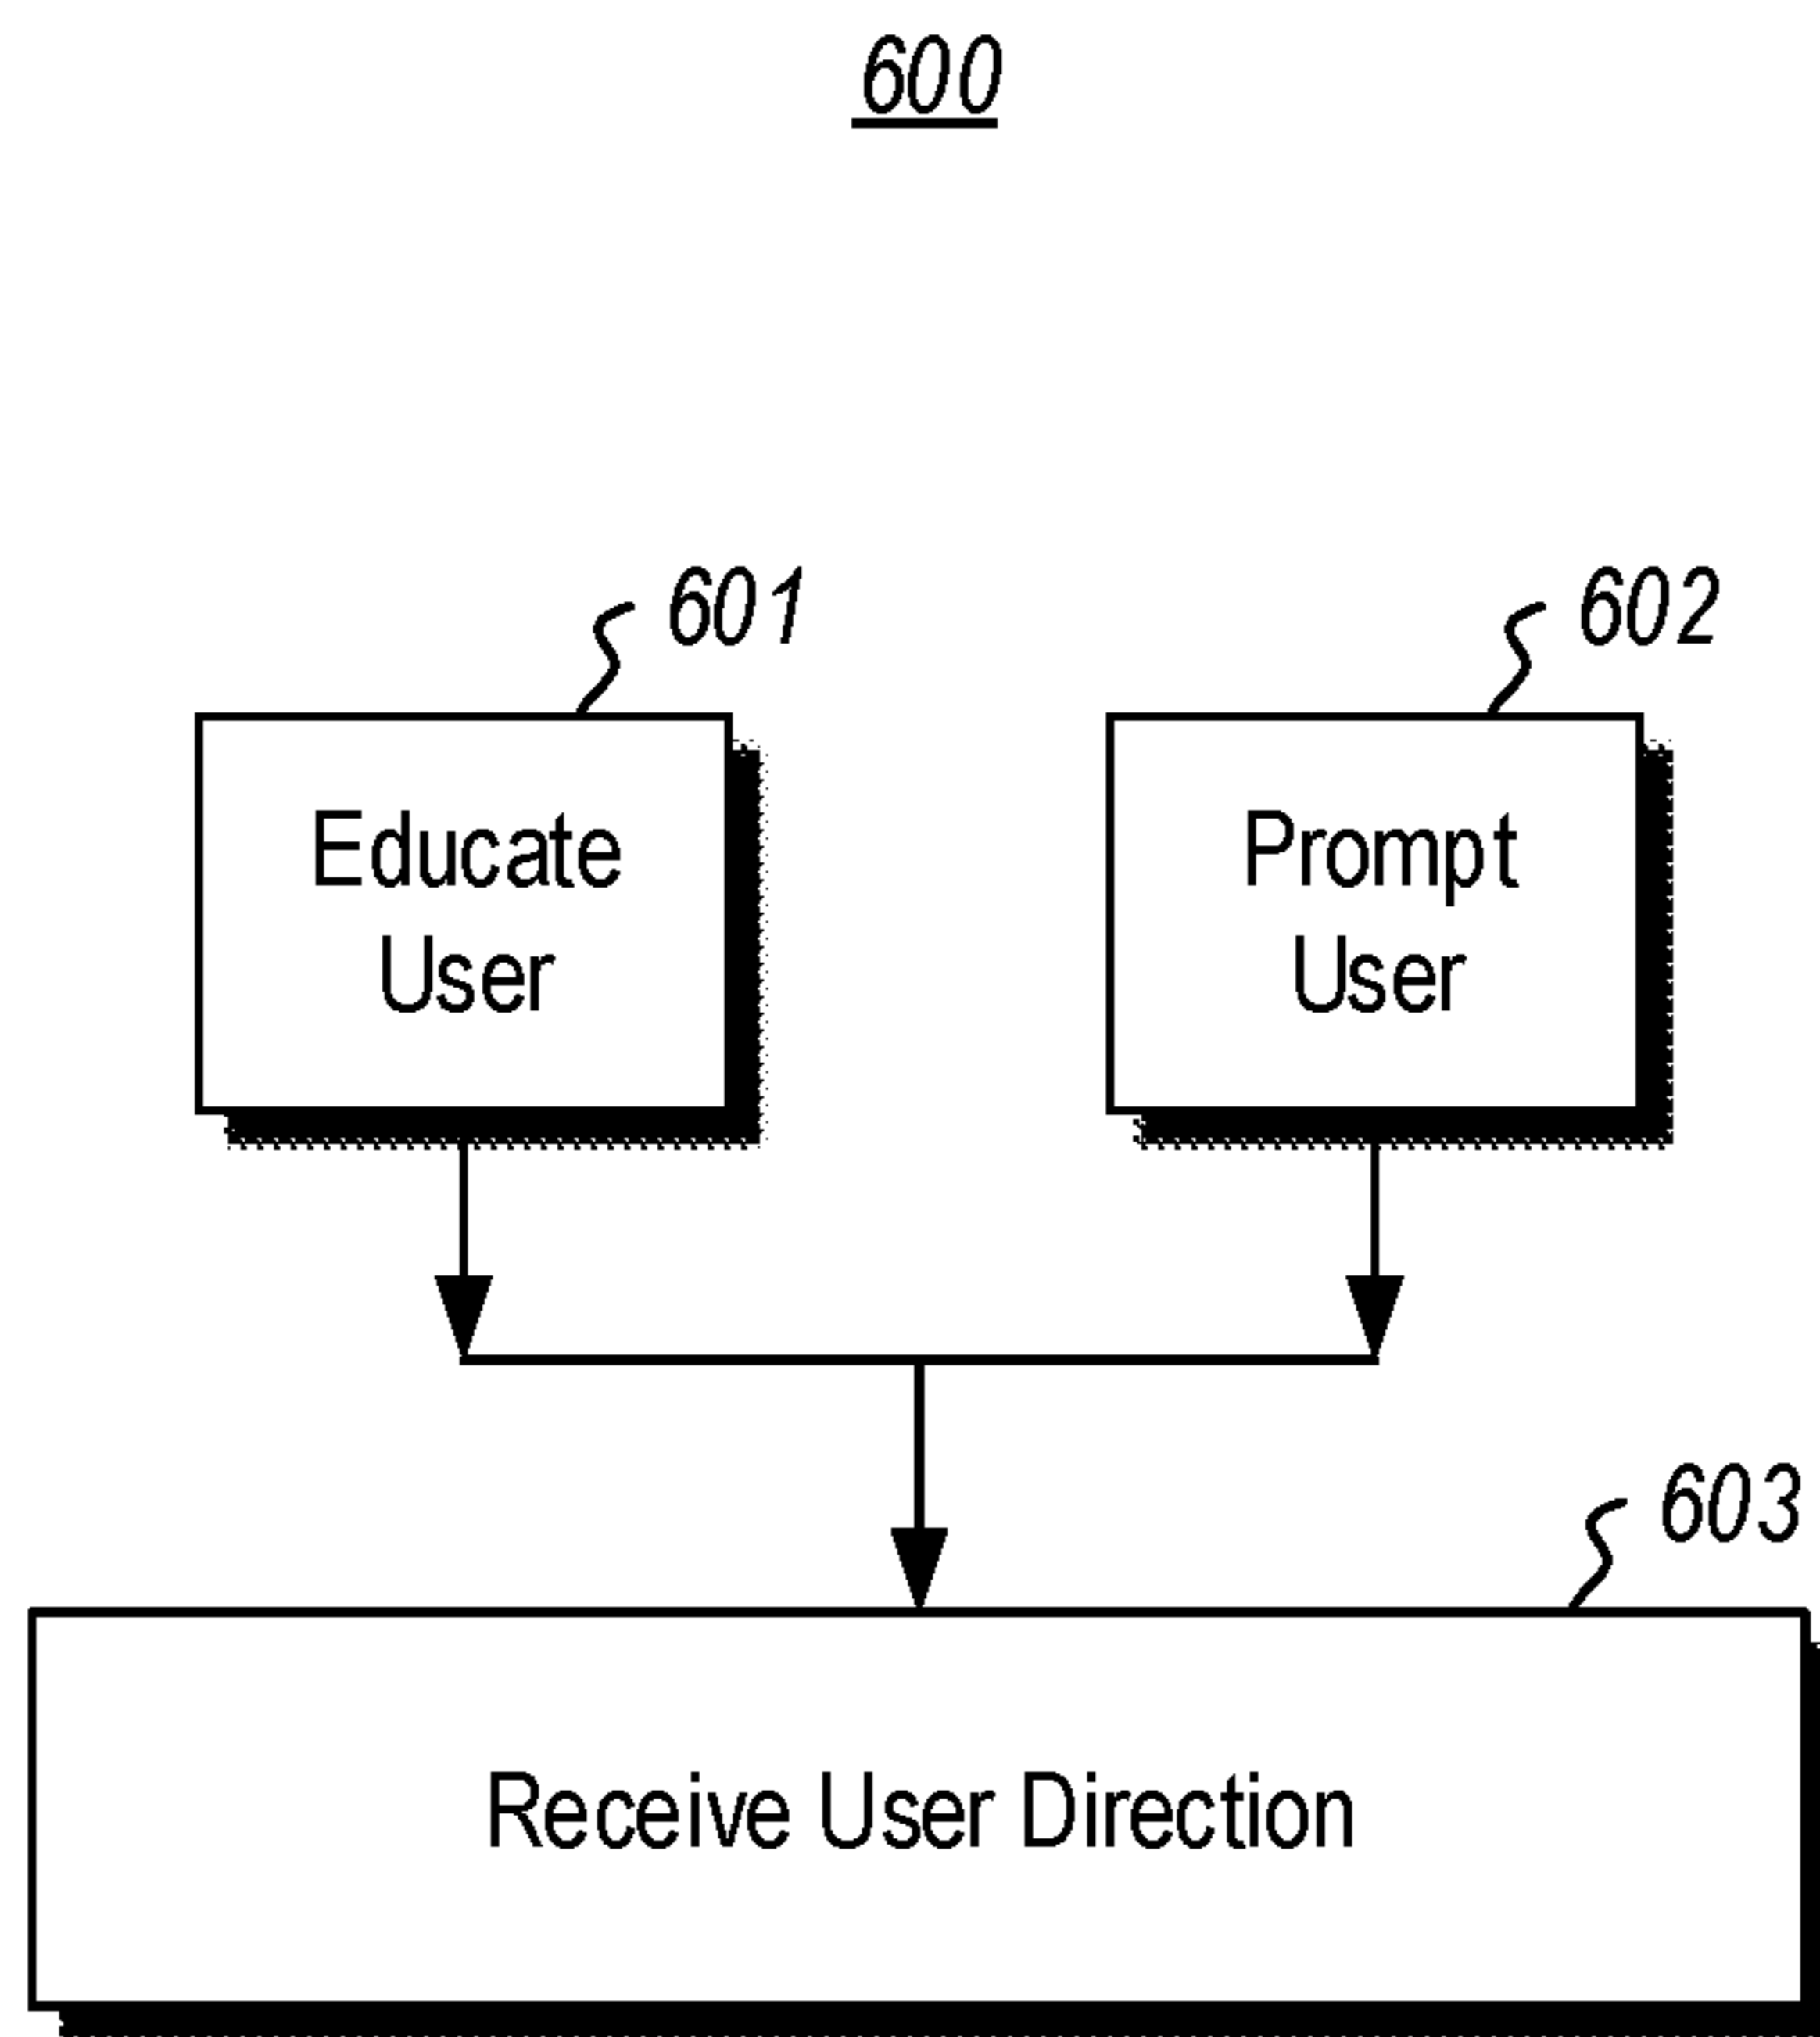 600
601
602
Educate
User
Prompt
User
603
Receive User Direction